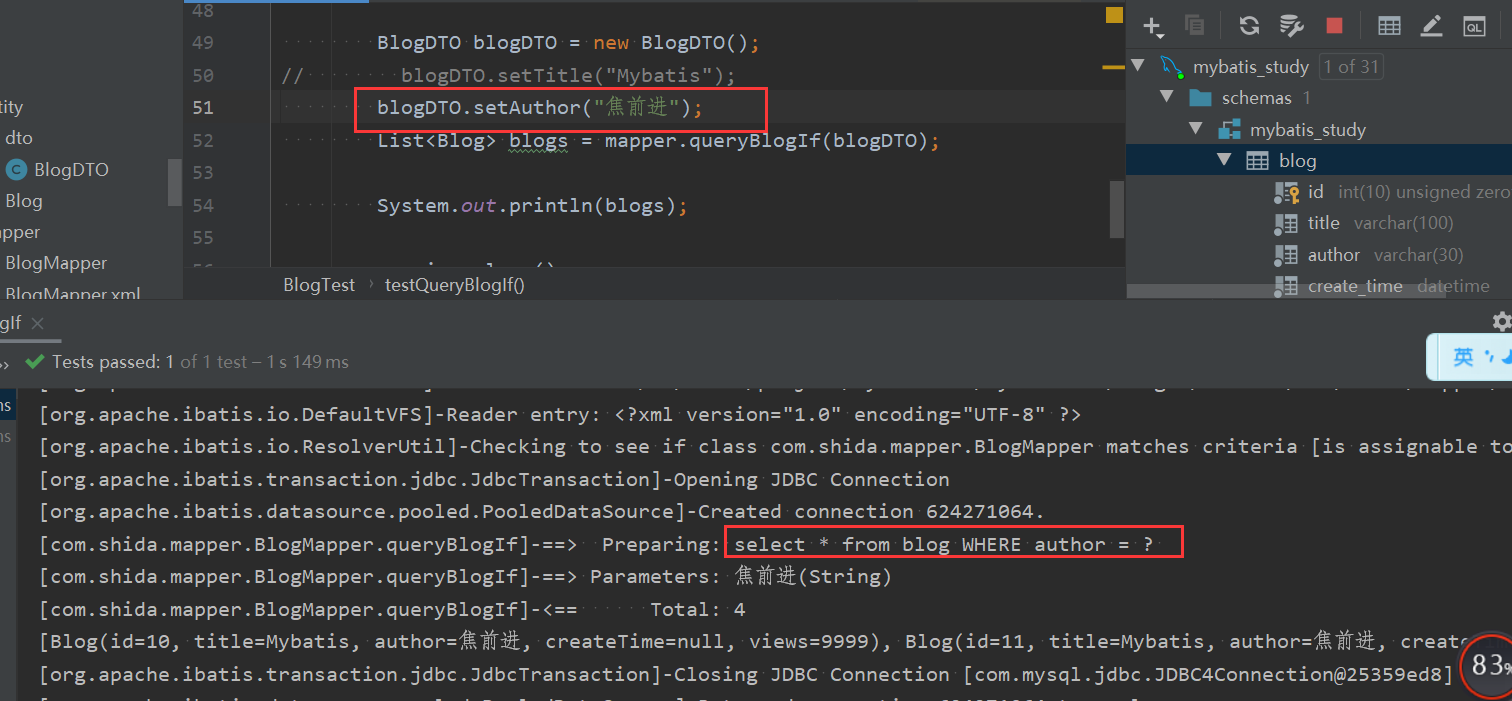 48
49 BlogDTO blogDTO = new BlogDTO();
50 // blogDTO.setTitle("Mybatis");
51 blogDTO.setAuthor("焦前进");
52 List<Blog> blogs = mapper.queryBlogIf(blogDTO);
53
54 System.out.println(blogs);
55
BlogTest › testQueryBlogIf()
tity
dto
C BlogDTO
Blog
apper
BlogMapper
BlogMapper.xml
QL
mybatis_study 1 of 31
schemas 1
mybatis_study
blog
id int(10) unsigned zero
title varchar(100)
author varchar(30)
create_time datetime
gIf
Tests passed: 1 of 1 test – 1 s 149 ms
英
ms
ms
[org.apache.ibatis.io.DefaultVFS]-Reader entry: <?xml version="1.0" encoding="UTF-8" ?>
[org.apache.ibatis.io.ResolverUtil]-Checking to see if class com.shida.mapper.BlogMapper matches criteria [is assignable to
[org.apache.ibatis.transaction.jdbc.JdbcTransaction]-Opening JDBC Connection
[org.apache.ibatis.datasource.pooled.PooledDataSource]-Created connection 624271064.
[com.shida.mapper.BlogMapper.queryBlogIf]-==>  Preparing: select * from blog WHERE author = ?
[com.shida.mapper.BlogMapper.queryBlogIf]-==> Parameters: 焦前进(String)
[com.shida.mapper.BlogMapper.queryBlogIf]-<==      Total: 4
[Blog(id=10, title=Mybatis, author=焦前进, createTime=null, views=9999), Blog(id=11, title=Mybatis, author=焦前进, create
[org.apache.ibatis.transaction.jdbc.JdbcTransaction]-Closing JDBC Connection [com.mysql.jdbc.JDBC4Connection@25359ed8]
83%